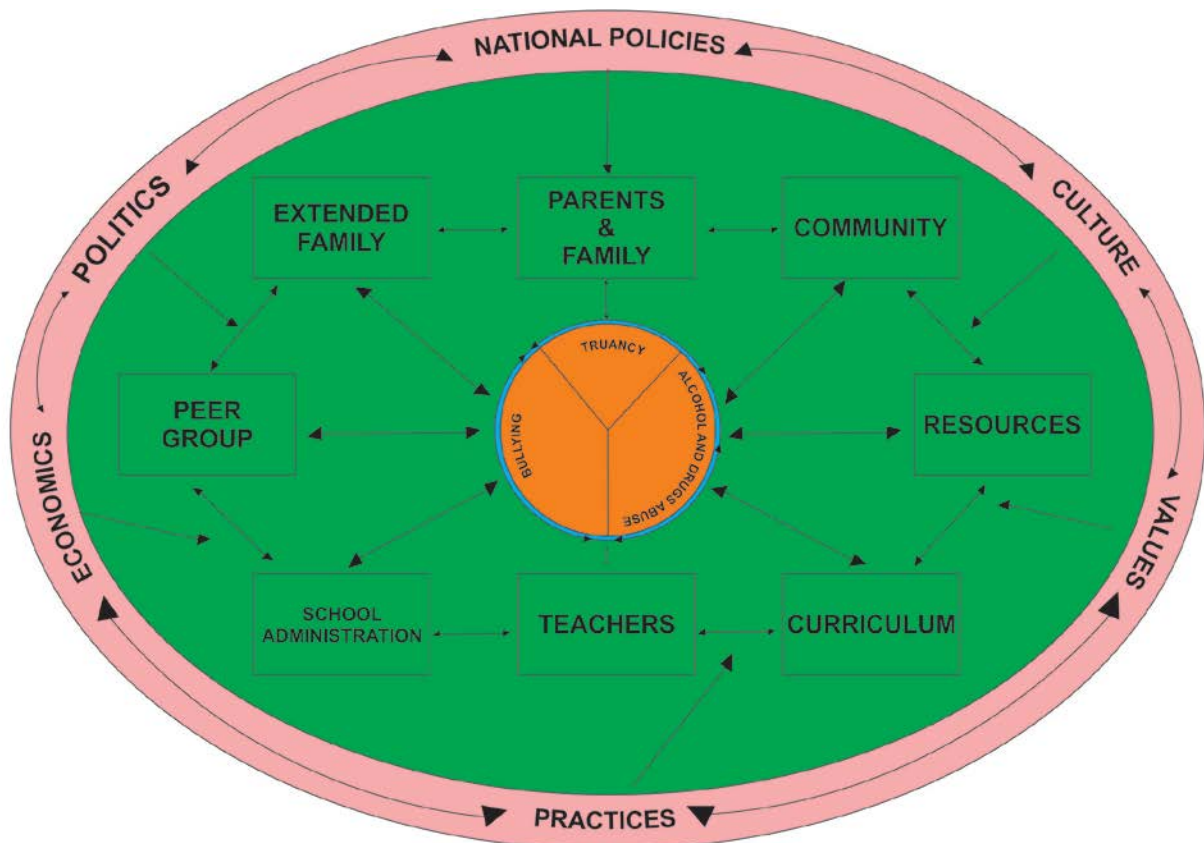 NATIONAL POLICIES
POLITICS
CULTURE
EXTENDED
FAMILY
PARENTS
&
FAMILY
COMMUNITY
TRUANCY
BULLYING
ALCOHOL AND DRUGS ABUSE
PEER
GROUP
RESOURCES
ECONOMICS
VALUES
SCHOOL
ADMINISTRATION
TEACHERS
CURRICULUM
PRACTICES